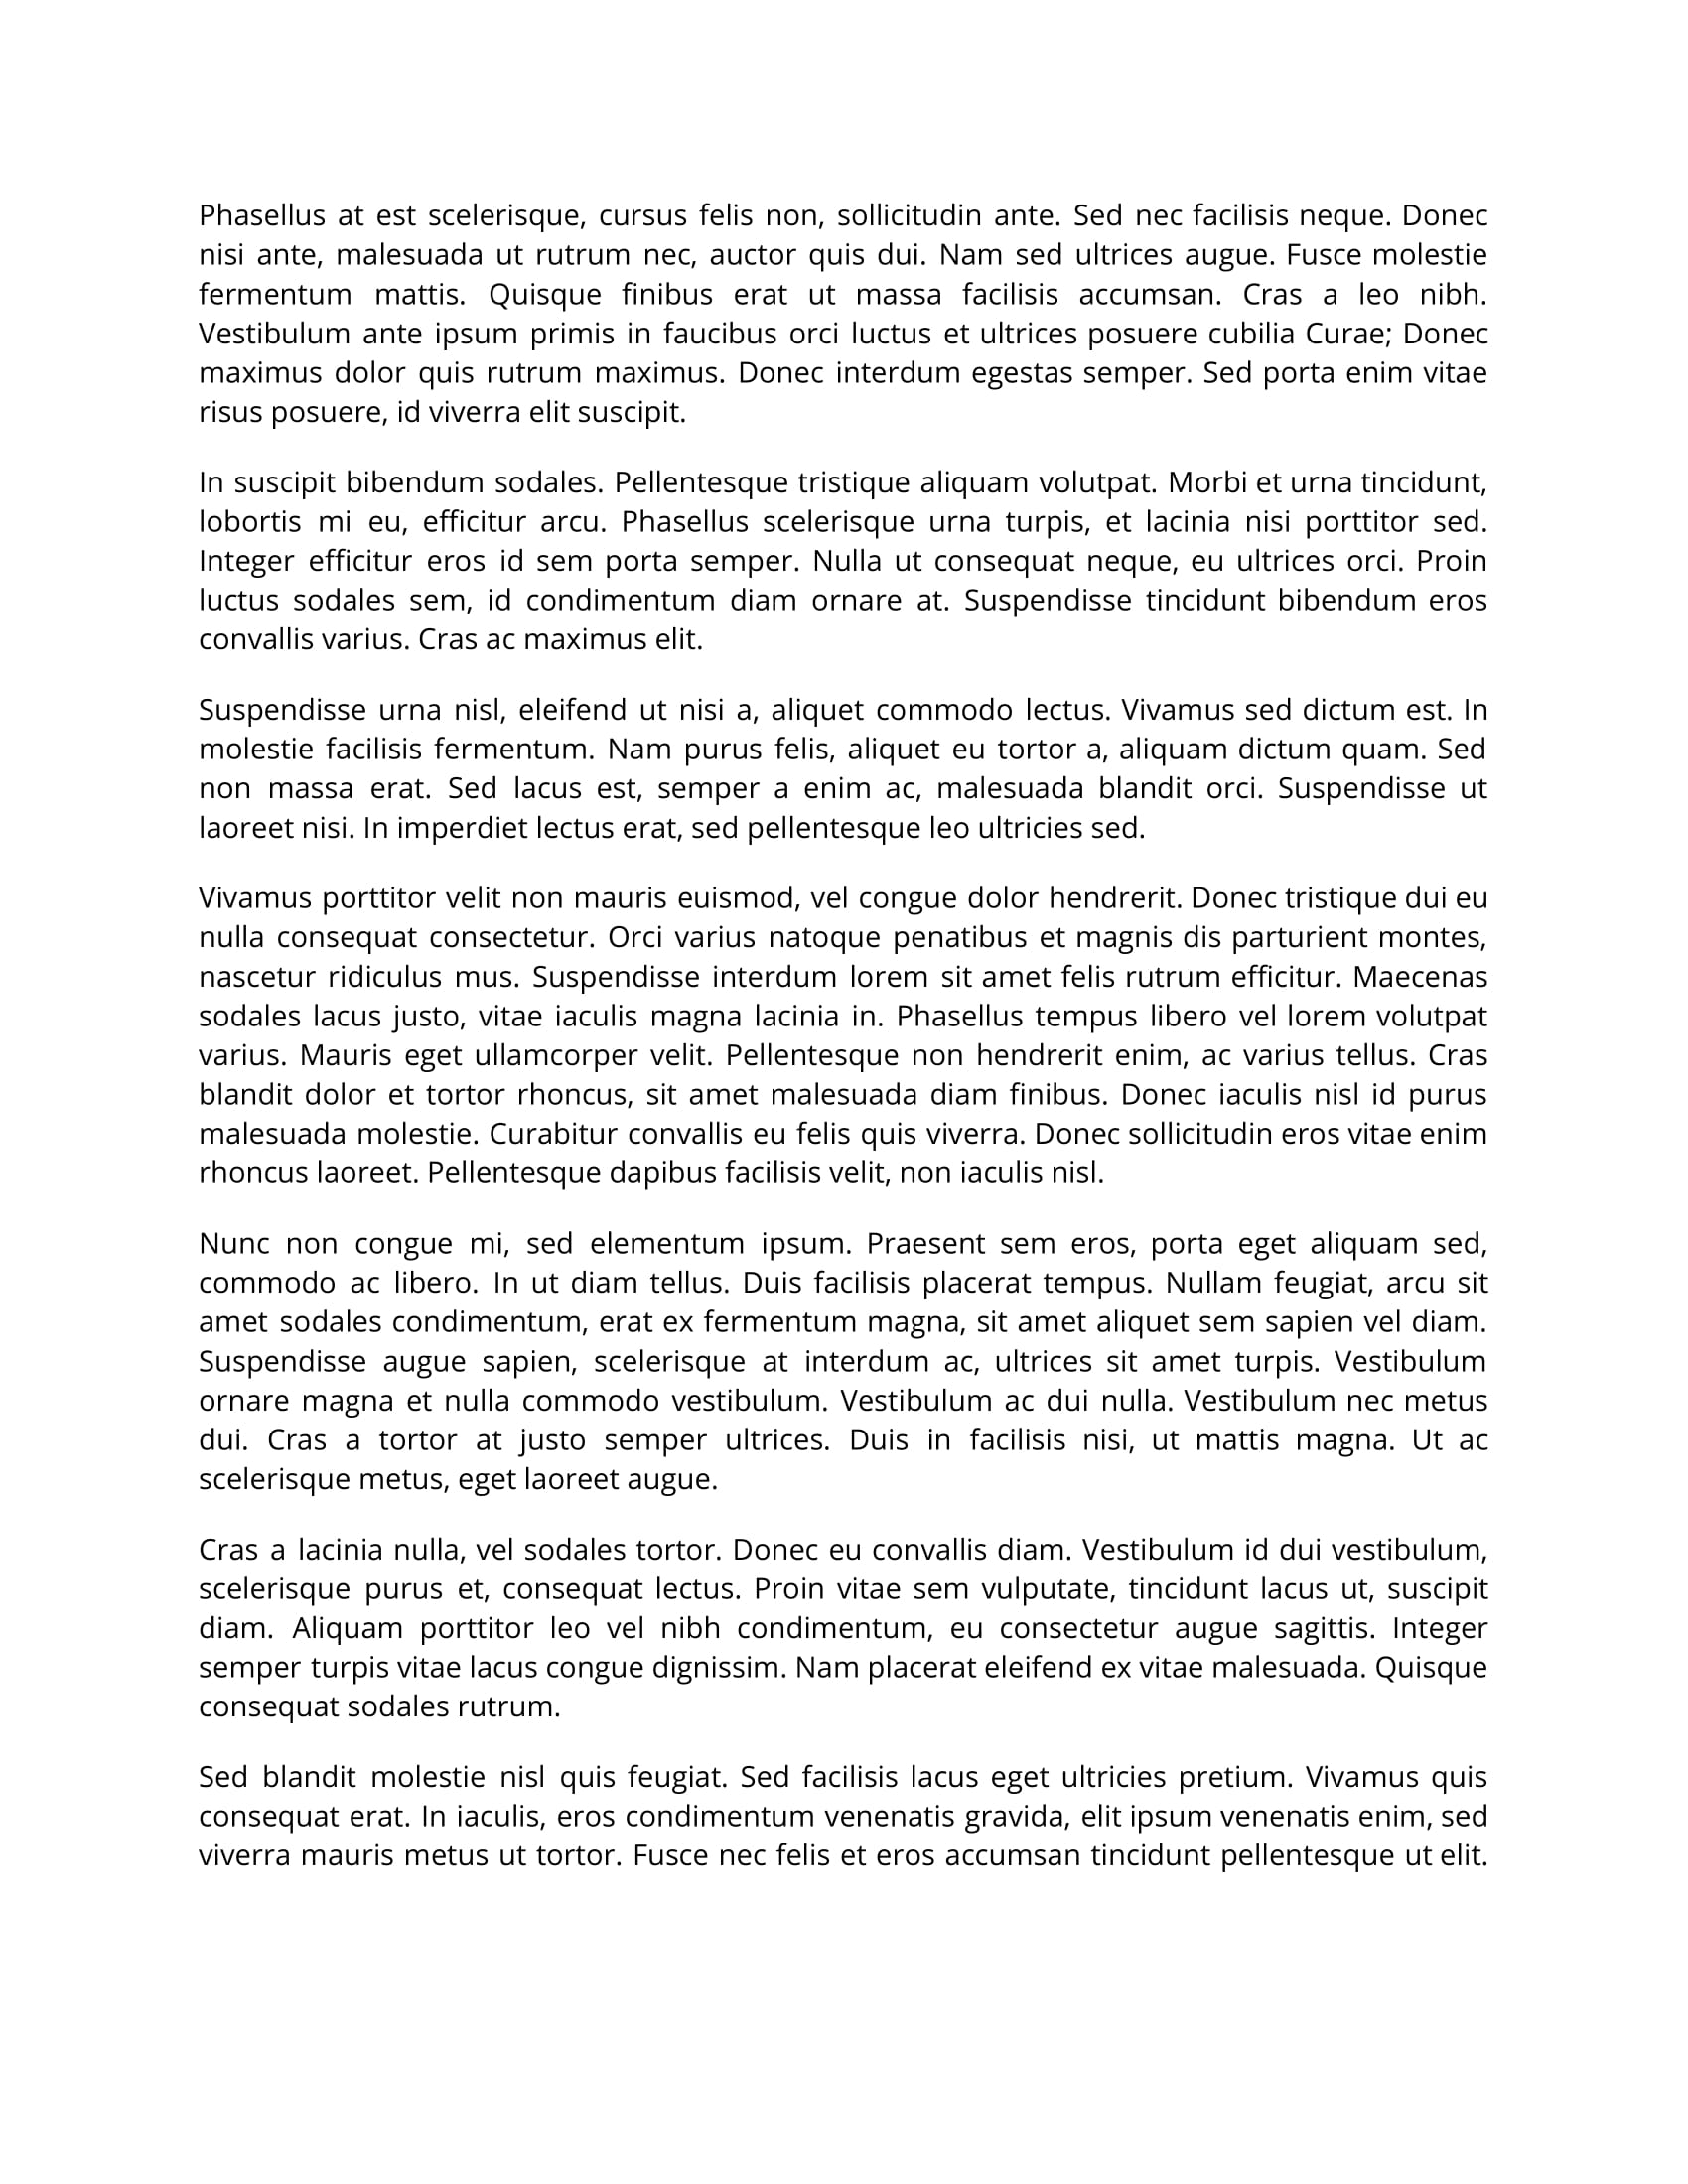 Phasellus at est scelerisque, cursus felis non, sollicitudin ante. Sed nec facilisis neque. Donec
nisi ante, malesuada ut rutrum nec, auctor quis dui. Nam sed ultrices augue. Fusce molestie
fermentum mattis. Quisque finibus erat ut massa facilisis accumsan. Cras a leo nibh.
Vestibulum ante ipsum primis in faucibus orci luctus et ultrices posuere cubilia Curae; Donec
maximus dolor quis rutrum maximus. Donec interdum egestas semper. Sed porta enim vitae
risus posuere, id viverra elit suscipit.
In suscipit bibendum sodales. Pellentesque tristique aliquam volutpat. Morbi et urna tincidunt,
lobortis mi eu, efficitur arcu. Phasellus scelerisque urna turpis, et lacinia nisi porttitor sed.
Integer efficitur eros id sem porta semper. Nulla ut consequat neque, eu ultrices orci. Proin
luctus sodales sem, id condimentum diam ornare at. Suspendisse tincidunt bibendum eros
convallis varius. Cras ac maximus elit.
Suspendisse urna nisl, eleifend ut nisi a, aliquet commodo lectus. Vivamus sed dictum est. In
molestie facilisis fermentum. Nam purus felis, aliquet eu tortor a, aliquam dictum quam. Sed
non massa erat. Sed lacus est, semper a enim ac, malesuada blandit orci. Suspendisse ut
laoreet nisi. In imperdiet lectus erat, sed pellentesque leo ultricies sed.
Vivamus porttitor velit non mauris euismod, vel congue dolor hendrerit. Donec tristique dui eu
nulla consequat consectetur. Orci varius natoque penatibus et magnis dis parturient montes,
nascetur ridiculus mus. Suspendisse interdum lorem sit amet felis rutrum efficitur. Maecenas
sodales lacus justo, vitae iaculis magna lacinia in. Phasellus tempus libero vel lorem volutpat
varius. Mauris eget ullamcorper velit. Pellentesque non hendrerit enim, ac varius tellus. Cras
blandit dolor et tortor rhoncus, sit amet malesuada diam finibus. Donec iaculis nisl id purus
malesuada molestie. Curabitur convallis eu felis quis viverra. Donec sollicitudin eros vitae enim
rhoncus laoreet. Pellentesque dapibus facilisis velit, non iaculis nisl.
Nunc non congue mi, sed elementum ipsum. Praesent sem eros, porta eget aliquam sed,
commodo ac libero. In ut diam tellus. Duis facilisis placerat tempus. Nullam feugiat, arcu sit
amet sodales condimentum, erat ex fermentum magna, sit amet aliquet sem sapien vel diam.
Suspendisse augue sapien, scelerisque at interdum ac, ultrices sit amet turpis. Vestibulum
ornare magna et nulla commodo vestibulum. Vestibulum ac dui nulla. Vestibulum nec metus
dui. Cras a tortor at justo semper ultrices. Duis in facilisis nisi, ut mattis magna. Ut ac
scelerisque metus, eget laoreet augue.
Cras a lacinia nulla, vel sodales tortor. Donec eu convallis diam. Vestibulum id dui vestibulum,
scelerisque purus et, consequat lectus. Proin vitae sem vulputate, tincidunt lacus ut, suscipit
diam. Aliquam porttitor leo vel nibh condimentum, eu consectetur augue sagittis. Integer
semper turpis vitae lacus congue dignissim. Nam placerat eleifend ex vitae malesuada. Quisque
consequat sodales rutrum.
Sed blandit molestie nisl quis feugiat. Sed facilisis lacus eget ultricies pretium. Vivamus quis
consequat erat. In iaculis, eros condimentum venenatis gravida, elit ipsum venenatis enim, sed
viverra mauris metus ut tortor. Fusce nec felis et eros accumsan tincidunt pellentesque ut elit.